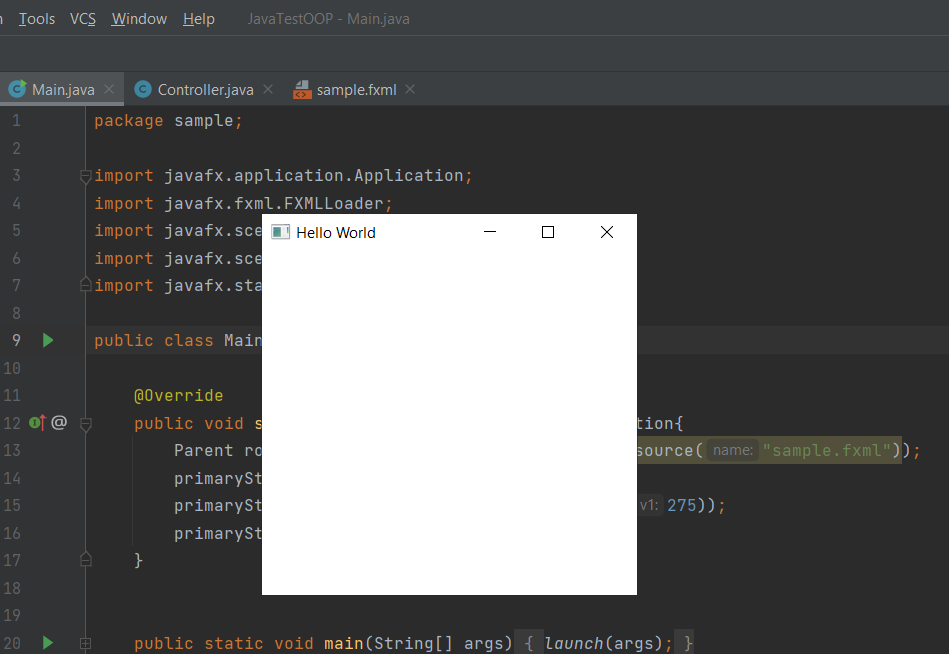 Tools VCS Window Help JavaTestOOP - Main.java
Main.java Controller.java sample.fxml
1 package sample;
2
3 import javafx.application.Application;
4 import javafx.fxml.FXMLLoader;
5 import javafx.sce
6 import javafx.sce
7 import javafx.sta
Hello World
8
9 public class Main
10
11 @Override
12 public void s tion{
13 Parent ro source( name: "sample.fxml"));
14 primarySt
15 primarySt v1: 275));
16 primarySt
17 }
18
19
20 public static void main(String[] args) { launch(args); }